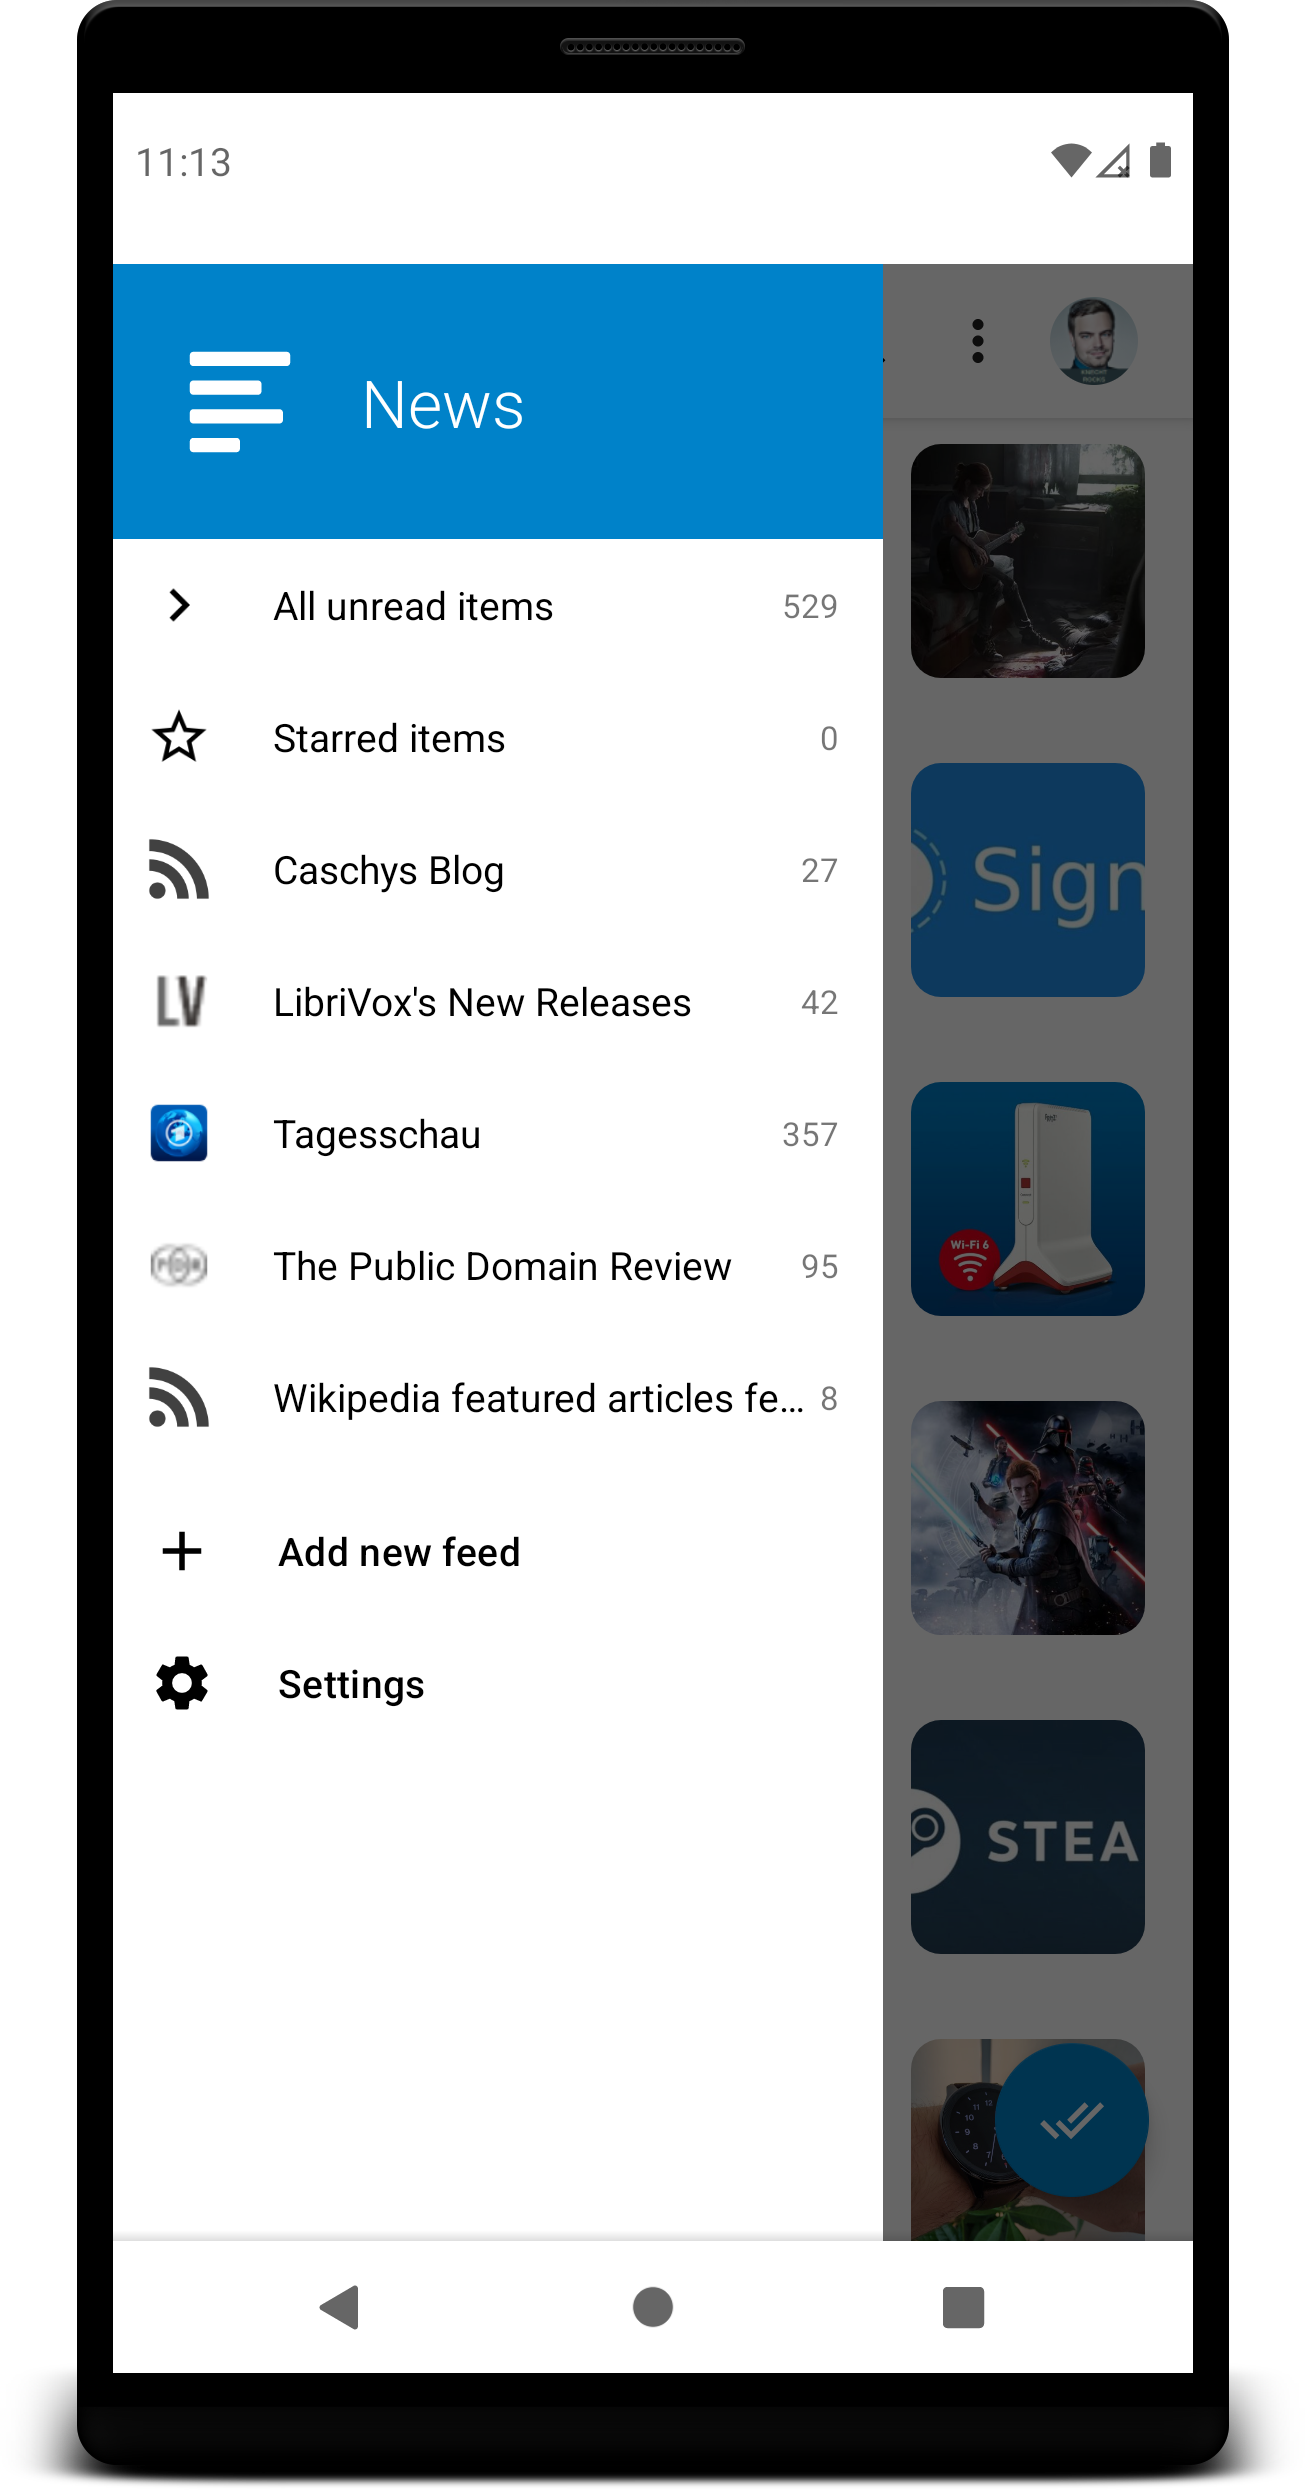 11:13
News
All unread items 529
Starred items 0
Caschys Blog 27
LV LibriVox's New Releases 42
Tagesschau 357
The Public Domain Review 95
Wikipedia featured articles fe... 8
Add new feed
Settings
Sign
Wi-Fi 6
STEA